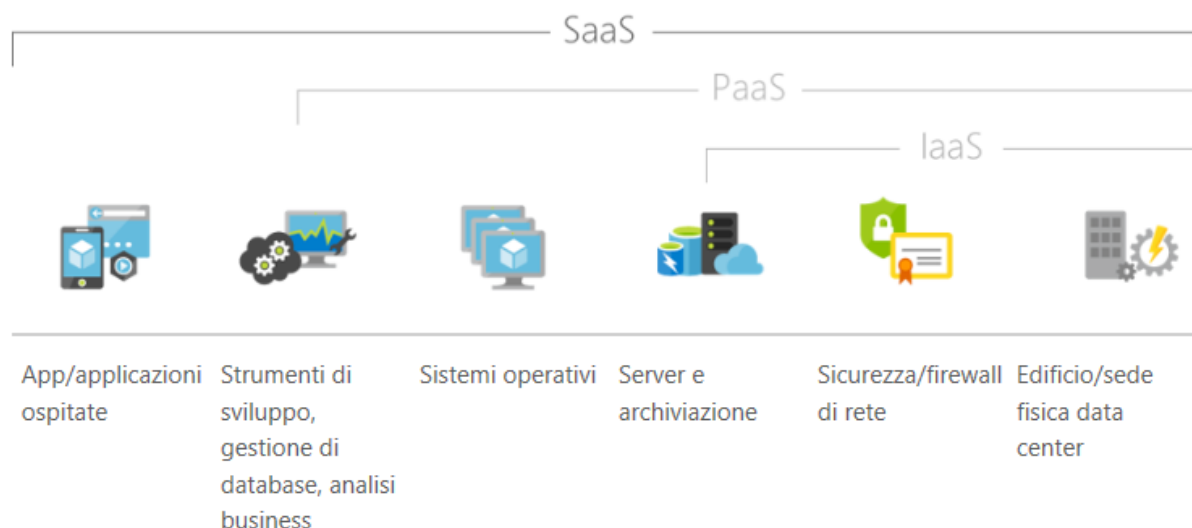 SaaS
PaaS
IaaS
App/applicazioni
ospitate
Strumenti di
sviluppo,
gestione di
database, analisi
business
Sistemi operativi
Server e
archiviazione
Sicurezza/firewall
di rete
Edificio/sede
fisica data
center